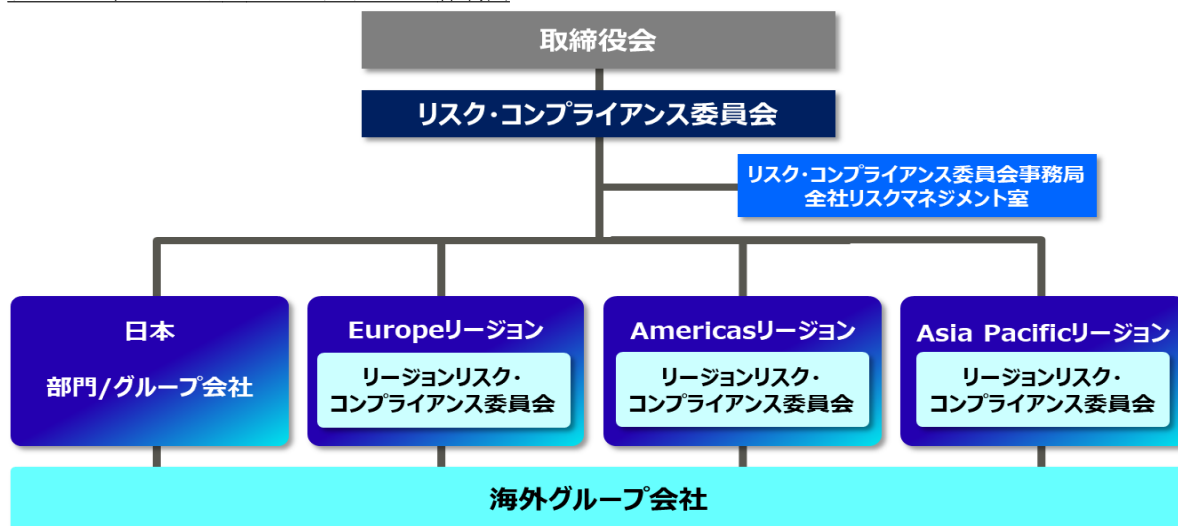 取締役会
リスク・コンプライアンス委員会
リスク・コンプライアンス委員会事務局
全社リスクマネジメント室
日本
部門/グループ会社
Europeリージョン
リージョンリスク・
コンプライアンス委員会
Americasリージョン
リージョンリスク・
コンプライアンス委員会
Asia Pacificリージョン
リージョンリスク・
コンプライアンス委員会
海外グループ会社